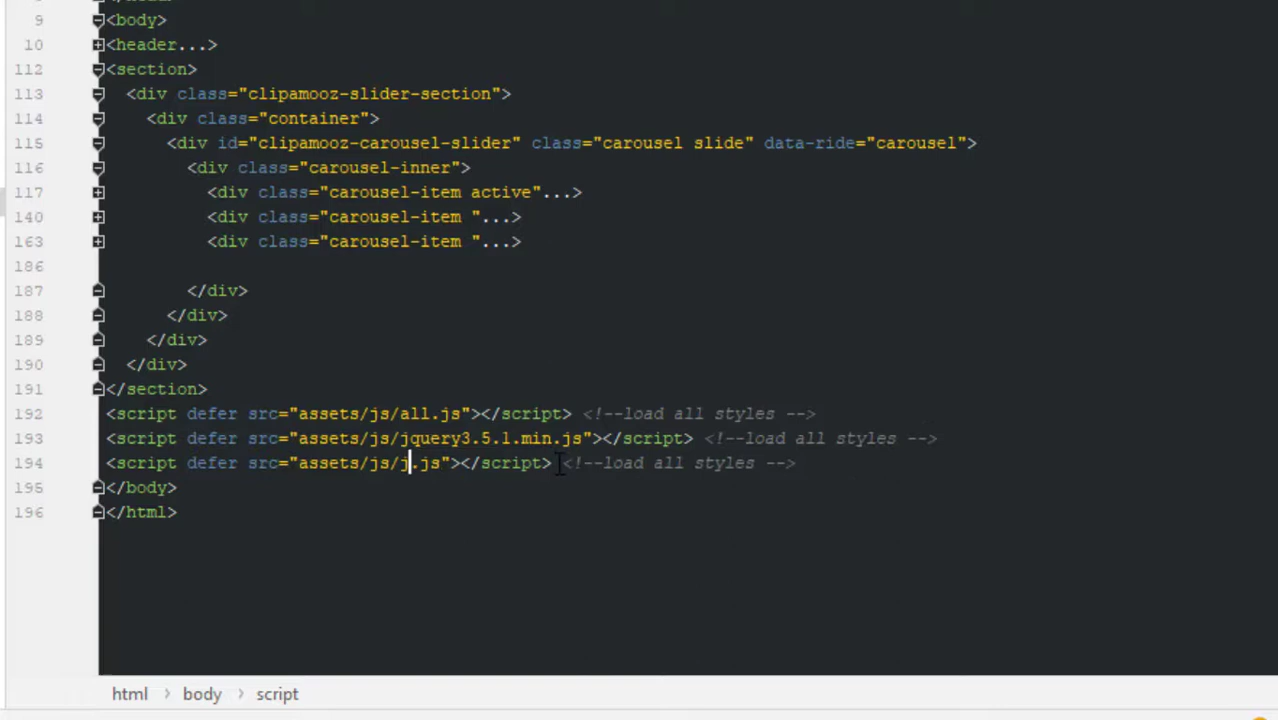 9 <body>
10 <header...>
112 <section>
113 <div class="clipamooz-slider-section">
114 <div class="container">
115 <div id="clipamooz-carousel-slider" class="carousel slide" data-ride="carousel">
116 <div class="carousel-inner">
117 <div class="carousel-item active"...>
140 <div class="carousel-item "...>
163 <div class="carousel-item "...>
186
187 </div>
188 </div>
189 </div>
190 </div>
191 </section>
192 <script defer src="assets/js/all.js"></script> <!--load all styles -->
193 <script defer src="assets/js/jquery3.5.1.min.js"></script> <!--load all styles -->
194 <script defer src="assets/js/j.js"></script> <!--load all styles -->
195 </body>
196 </html>
html > body > script